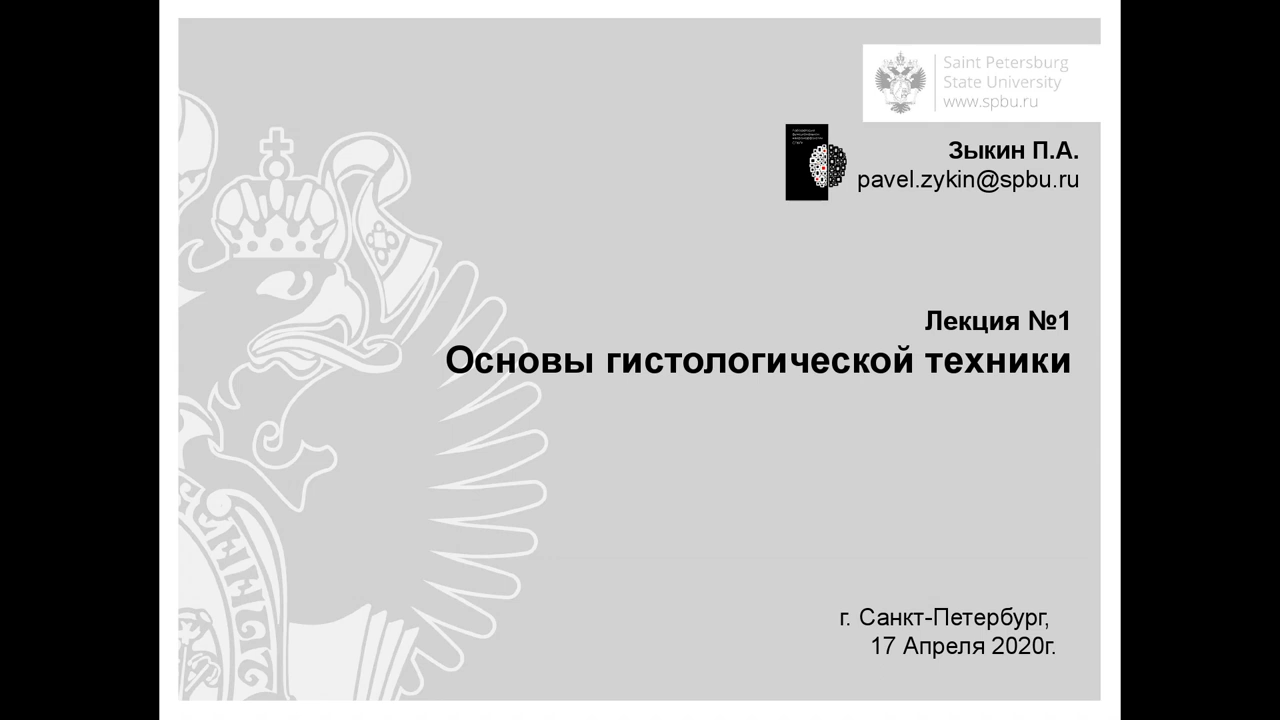 Saint Petersburg
State University
www.spbu.ru
Зыкин П.А.
pavel.zykin@spbu.ru
Лекция №1
Основы гистологической техники
г. Санкт-Петербург,
17 Апреля 2020г.